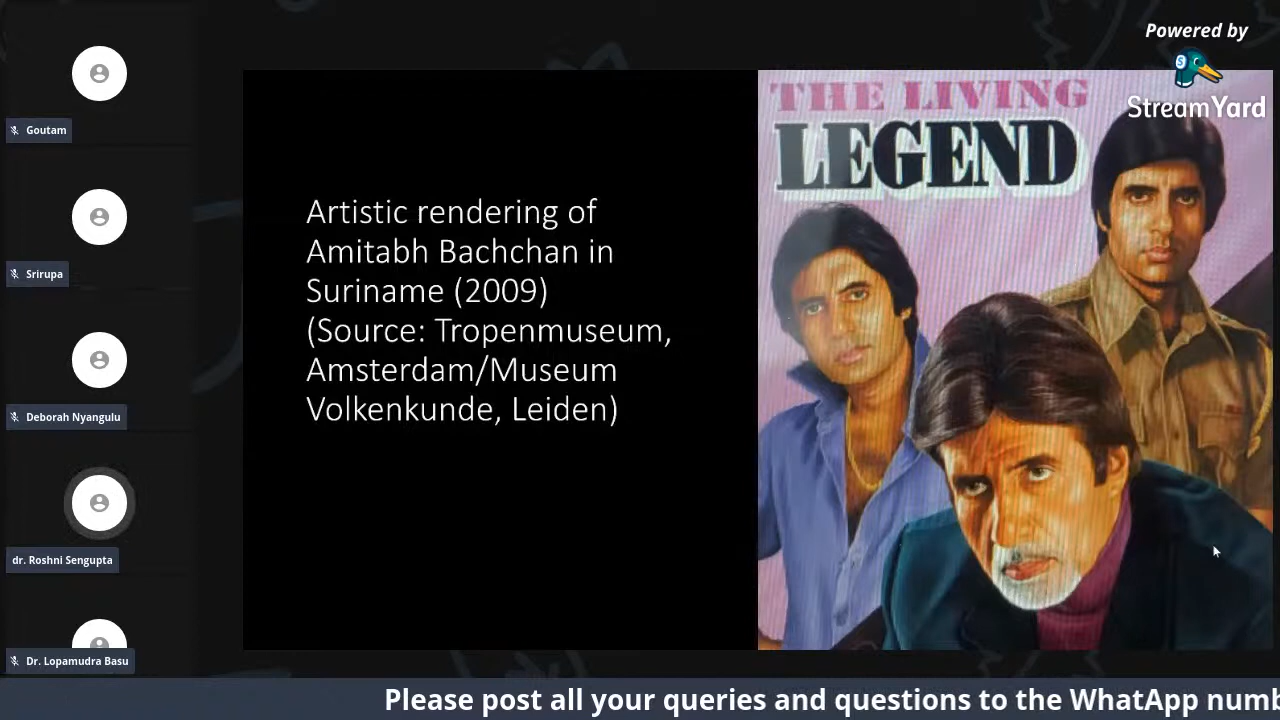 Goutam
Srirupa
Deborah Nyangulu
dr. Roshni Sengupta
Dr. Lopamudra Basu
Artistic rendering of
Amitabh Bachchan in
Suriname (2009)
(Source: Tropenmuseum,
Amsterdam/Museum
Volkenkunde, Leiden)
THE LIVING
LEGEND
Powered by
S
StreamYard
Please post all your queries and questions to the WhatApp numb